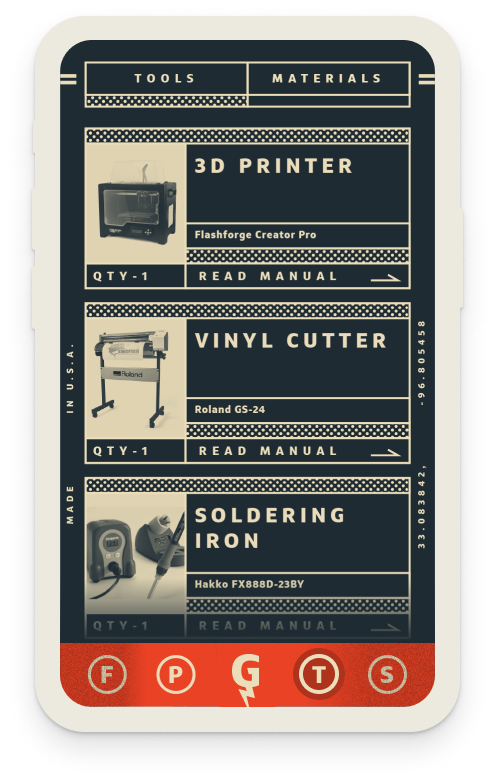 TOOLS
MATERIALS
3D PRINTER
Flashforge Creator Pro
QTY-1
READ MANUAL
VINYL CUTTER
Roland
Roland GS-24
QTY-1
READ MANUAL
SOLDERING
IRON
Hakko FX888D-23BY
QTY-1
READ MANUAL
MADE IN U.S.A.
33.083842, -96.805458
F
P
G
T
S